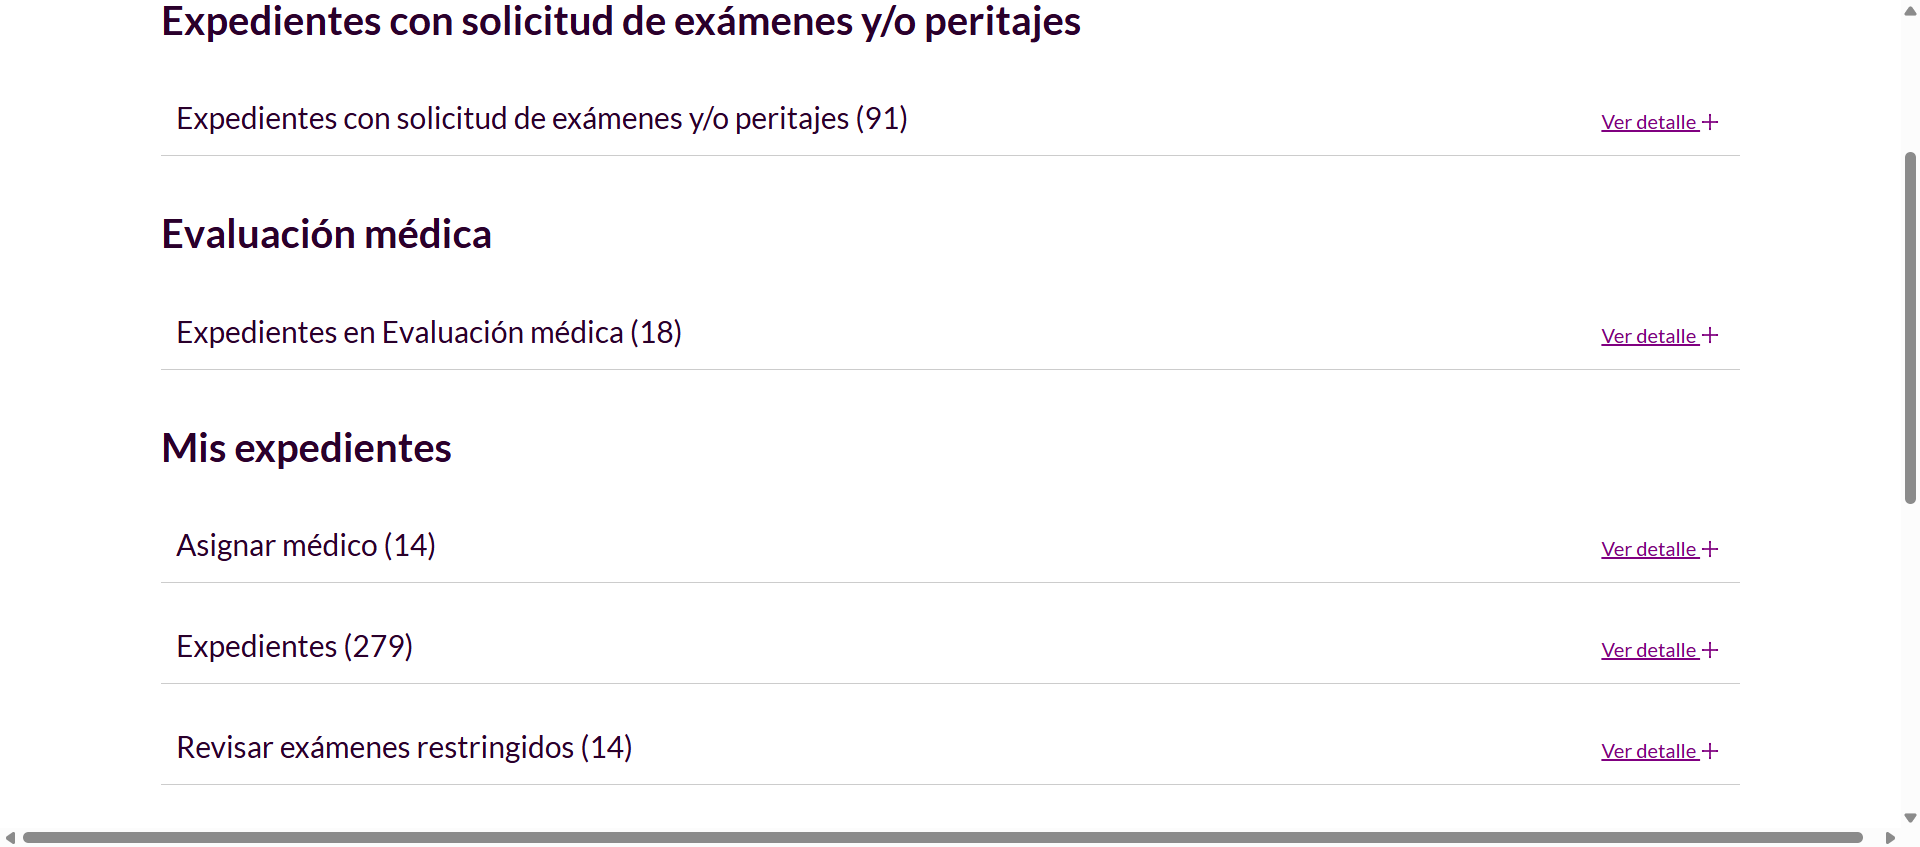 Expedientes con solicitud de exámenes y/o peritajes
Expedientes con solicitud de exámenes y/o peritajes (91)
Ver detalle
Evaluación médica
Expedientes en Evaluación médica (18)
Ver detalle
Mis expedientes
Asignar médico (14)
Ver detalle
Expedientes (279)
Ver detalle
Revisar exámenes restringidos (14)
Ver detalle